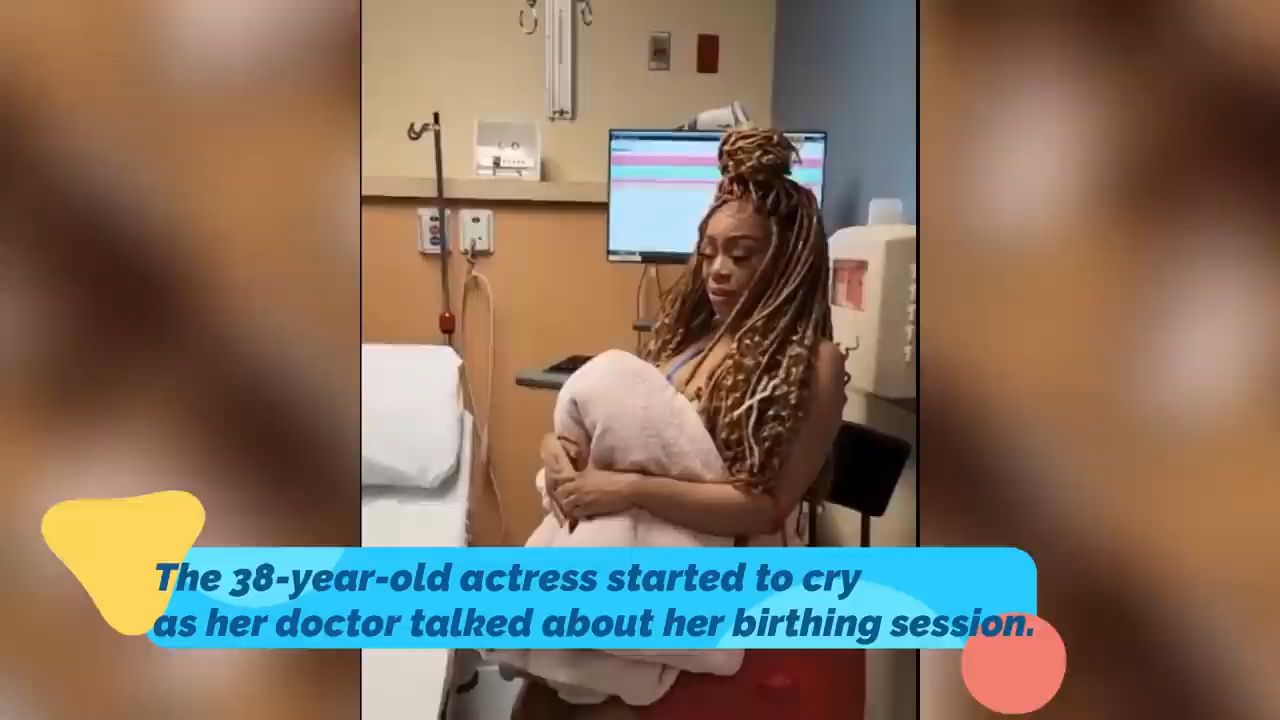 The 38-year-old actress started to cry
as her doctor talked about her birthing session.